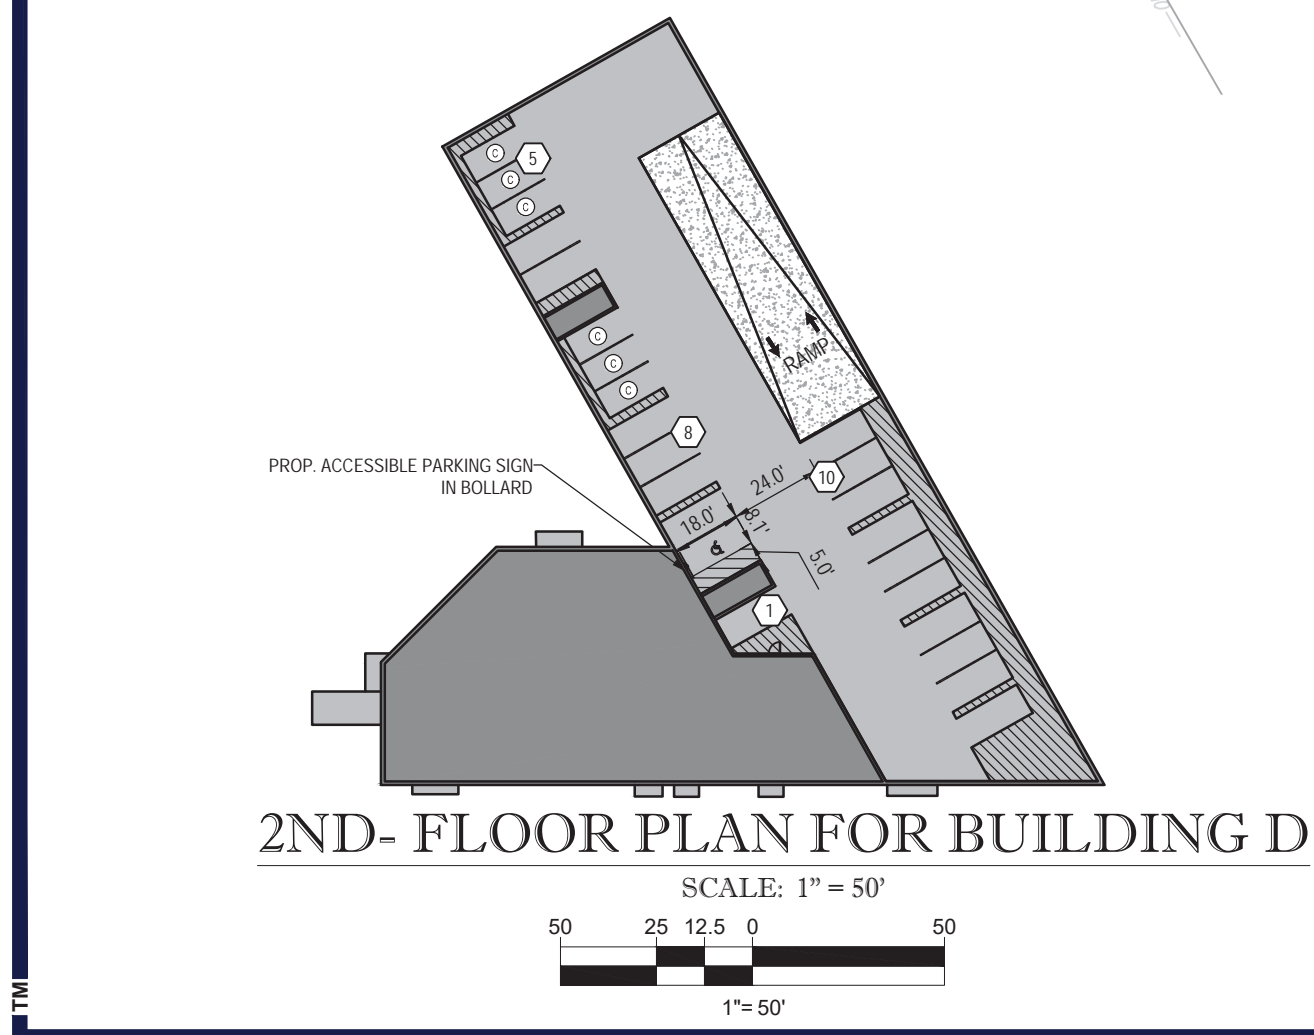 5
C
C
C
C
C
C
RAMP
8
10
24.0'
PROP. ACCESSIBLE PARKING SIGN
IN BOLLARD
18.0'
8.1'
5.0'
1
2ND- FLOOR PLAN FOR BUILDING D
SCALE: 1" = 50'
50 25 12.5 0 50
1"= 50'
TM